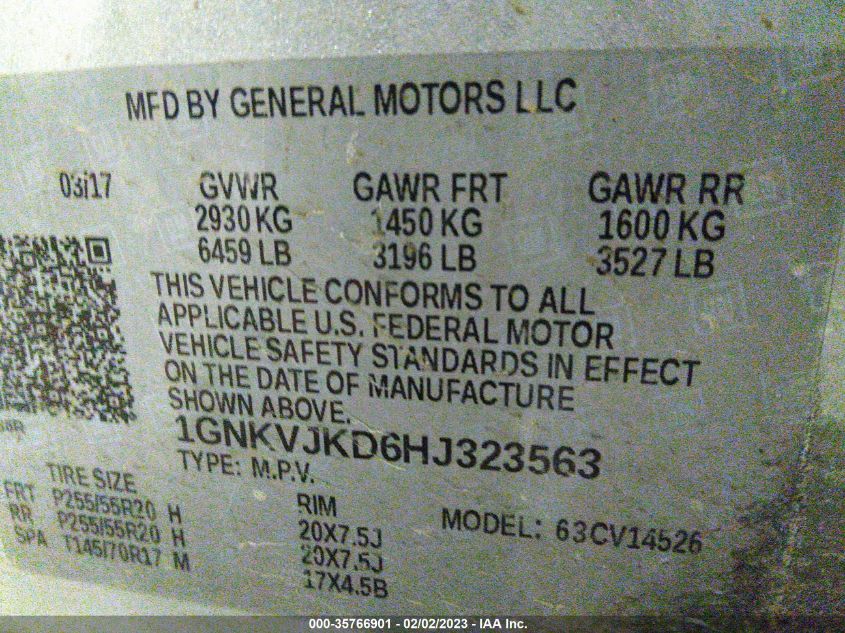 MFD BY GENERAL MOTORS LLC
03/17 GVWR GAWR FRT GAWR RR
2930 KG 1450 KG 1600 KG
6459 LB 3196 LB 3527 LB
THIS VEHICLE CONFORMS TO ALL
APPLICABLE U.S. FEDERAL MOTOR
VEHICLE SAFETY STANDARDS IN EFFECT
ON THE DATE OF MANUFACTURE
SHOWN ABOVE.
1GNKVJKD6HJ323563
TYPE: M.P.V.
TIRE SIZE RIM MODEL: 63CV14526
FRT P255/55R20 H 20X7.5J
RR P255/55R20 H 20X7.5J
SPA T145/70R17 M 17X4.5B
000-35766901 - 02/02/2023 - IAA Inc.